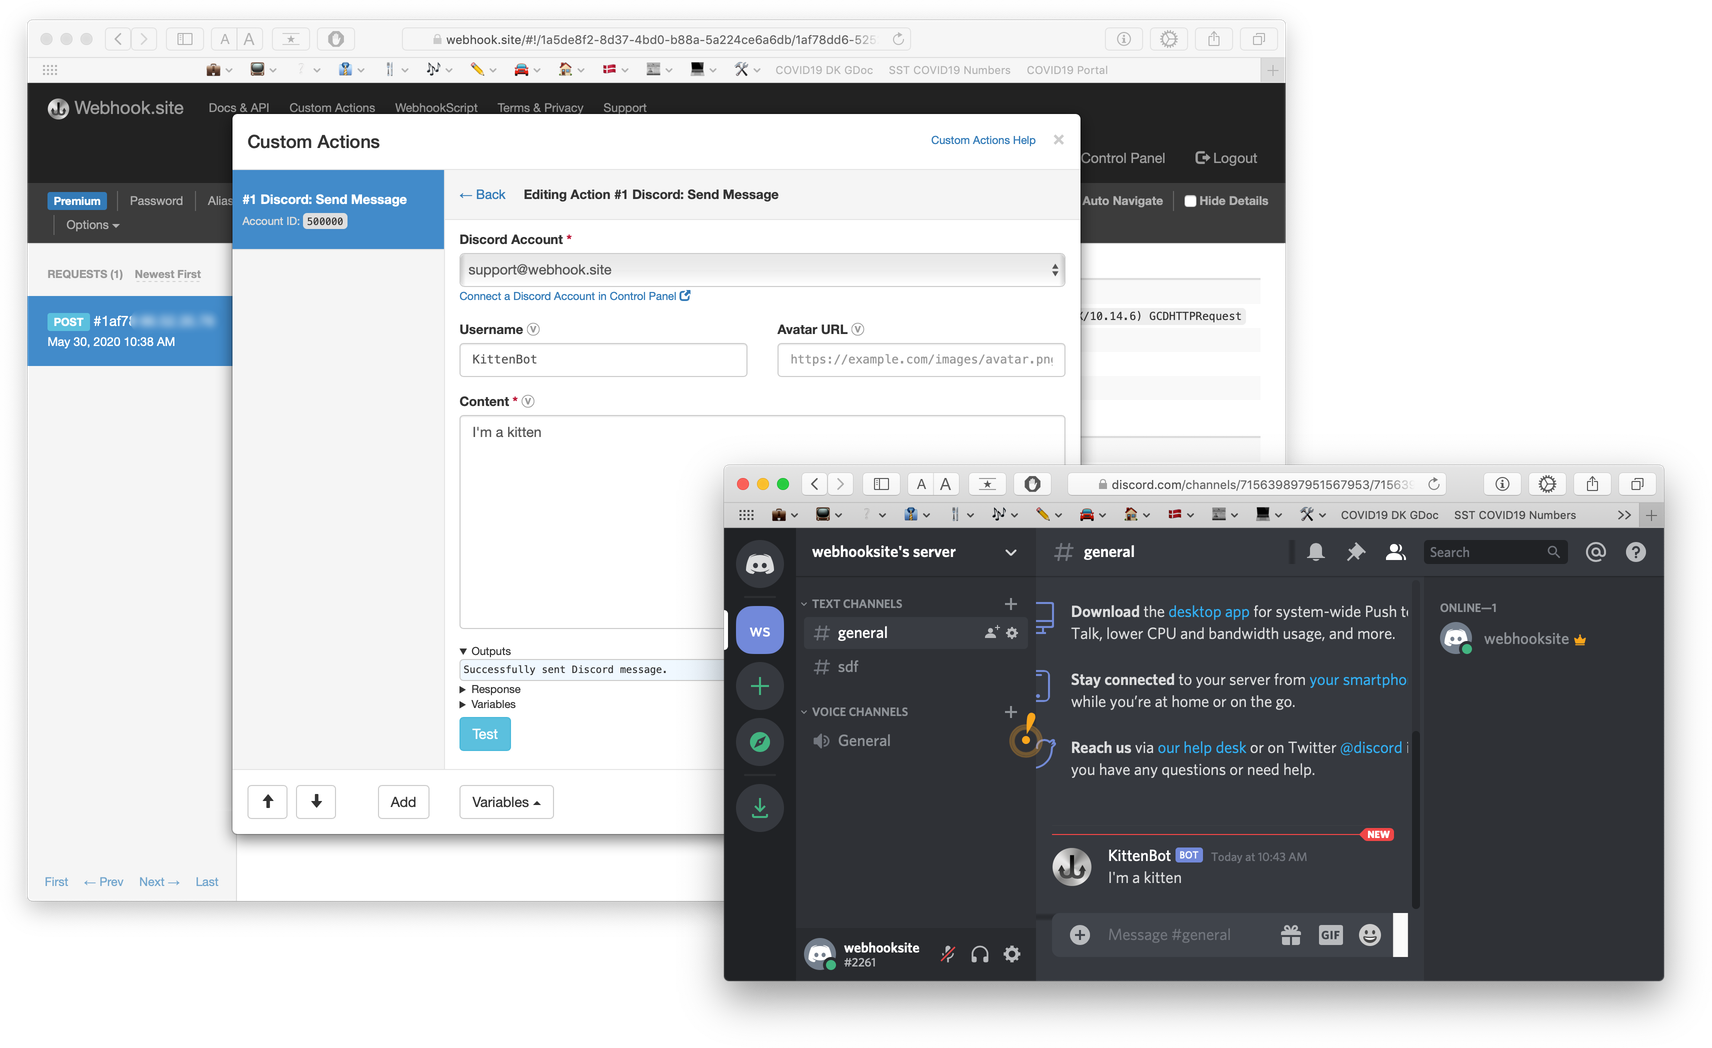 webhook.site/#!/1a5de8f2-8d37-4bd0-b88a-5a224ce6a6db/1af78dd6-525
COVID19 DK GDoc SST COVID19 Numbers COVID19 Portal
Webhook.site Docs & API Custom Actions WebhookScript Terms & Privacy Support
Control Panel Logout
Premium Password Alias
Options
Auto Navigate Hide Details
REQUESTS (1) Newest First
POST #1af78
May 30, 2020 10:38 AM
/10.14.6) GCDHTTPRequest
First ← Prev Next → Last
Custom Actions
Custom Actions Help ×
#1 Discord: Send Message
Account ID: 500000
← Back Editing Action #1 Discord: Send Message
Discord Account *
support@webhook.site
Connect a Discord Account in Control Panel
Username V
Avatar URL V
KittenBot
https://example.com/images/avatar.png
Content * V
I'm a kitten
▼ Outputs
Successfully sent Discord message.
▶ Response
▶ Variables
Test
Add
Variables
discord.com/channels/715639897951567953/71563
COVID19 DK GDoc SST COVID19 Numbers
webhooksite's server
# general
Search
WS
TEXT CHANNELS
# general
# sdf
VOICE CHANNELS
General
Download the desktop app for system-wide Push to
Talk, lower CPU and bandwidth usage, and more.
Stay connected to your server from your smartpho
while you're at home or on the go.
Reach us via our help desk or on Twitter @discord i
you have any questions or need help.
NEW
KittenBot BOT Today at 10:43 AM
I'm a kitten
Message #general
GIF
ONLINE—1
webhooksite
webhooksite
#2261